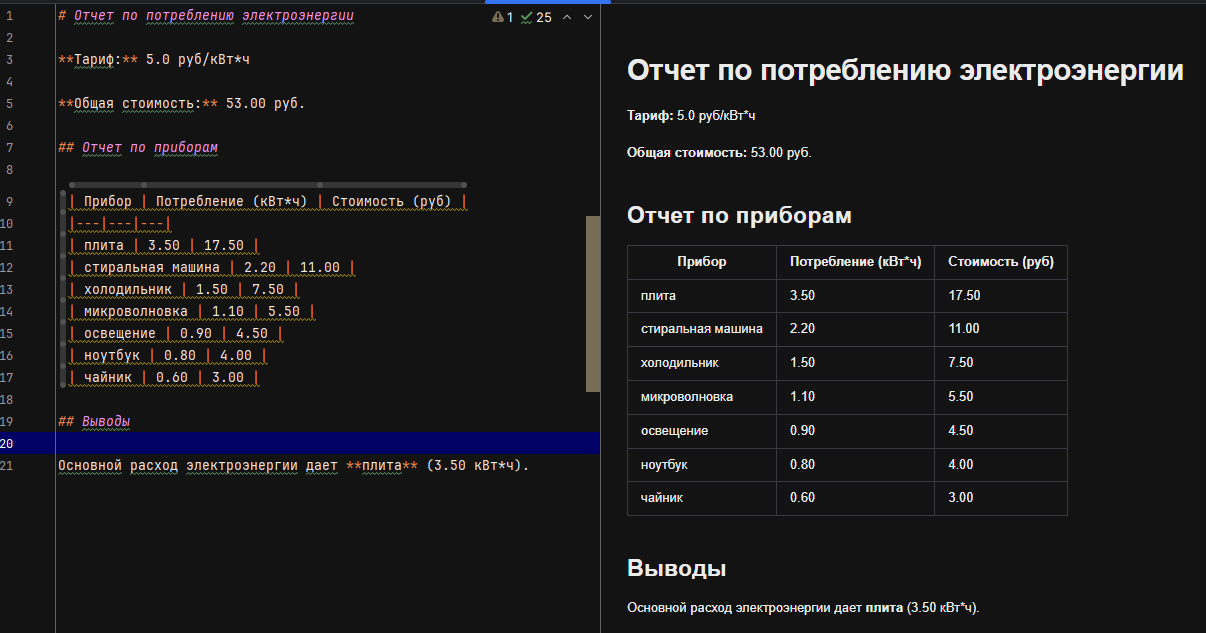 1 # Отчет по потреблению электроэнергии
2
3 **Тариф:** 5.0 руб/кВт*ч
4
5 **Общая стоимость:** 53.00 руб.
6
7 ## Отчет по приборам
8
9 | Прибор | Потребление (кВт*ч) | Стоимость (руб) |
10 |---|---|---|
11 | плита | 3.50 | 17.50 |
12 | стиральная машина | 2.20 | 11.00 |
13 | холодильник | 1.50 | 7.50 |
14 | микроволновка | 1.10 | 5.50 |
15 | освещение | 0.90 | 4.50 |
16 | ноутбук | 0.80 | 4.00 |
17 | чайник | 0.60 | 3.00 |
18
19 ## Выводы
20
21 Основной расход электроэнергии дает **плита** (3.50 кВт*ч).
1 25
Отчет по потреблению электроэнергии
Тариф: 5.0 руб/кВт*ч
Общая стоимость: 53.00 руб.
Отчет по приборам
Прибор Потребление (кВт*ч) Стоимость (руб)
плита 3.50 17.50
стиральная машина 2.20 11.00
холодильник 1.50 7.50
микроволновка 1.10 5.50
освещение 0.90 4.50
ноутбук 0.80 4.00
чайник 0.60 3.00
Выводы
Основной расход электроэнергии дает плита (3.50 кВт*ч).